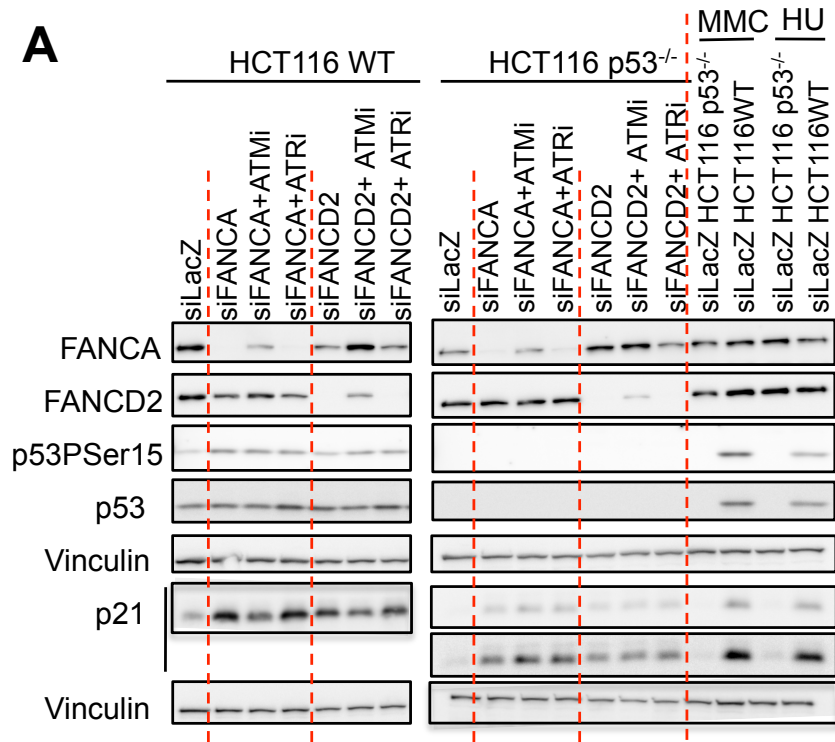 A
MMC HU
HCT116 WT
HCT116 p53-/-
siLacZ
siFANCA
siFANCA+ATMi
siFANCA+ATRi
siFANCD2
siFANCD2+ ATMi
siFANCD2+ ATRi
siLacZ
siFANCA
siFANCA+ATMi
siFANCA+ATRi
siFANCD2
siFANCD2+ ATMi
siFANCD2+ ATRi
siLacZ HCT116 p53-/-
siLacZ HCT116WT
siLacZ HCT116 p53-/-
siLacZ HCT116WT
FANCA
FANCD2
p53PSer15
p53
Vinculin
p21
Vinculin